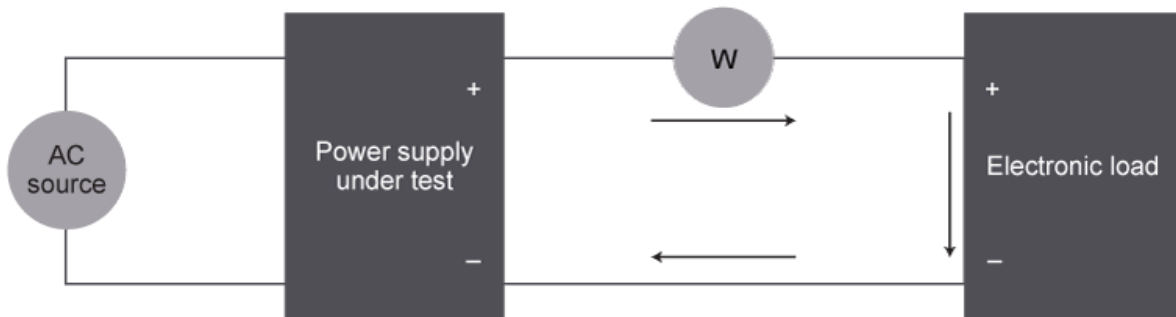 AC
source
+
Power supply
under test
–
W
+
Electronic load
–